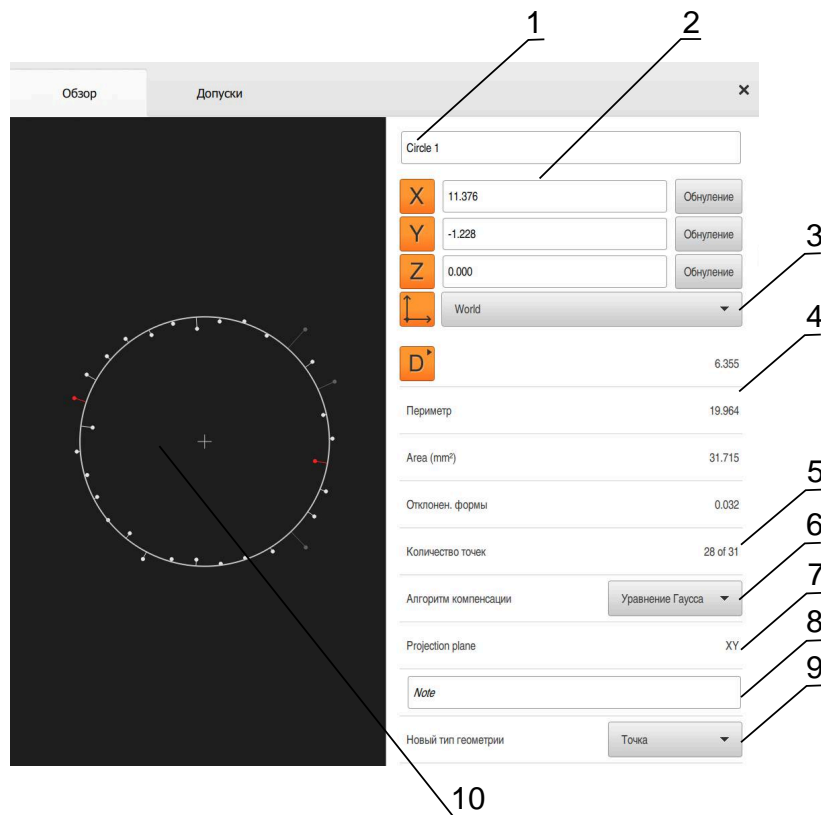 1
2
Обзор
Допуски
×
Circle 1
X
11.376
Обнуление
Y
-1.228
Обнуление
3
Z
0.000
Обнуление
World
4
D
6.355
Периметр
19.964
Area (mm²)
31.715
5
Отклонен. формы
0.032
6
Количество точек
28 of 31
7
Алгоритм компенсации
Уравнение Гаусса
8
Projection plane
XY
9
Note
Новый тип геометрии
Точка
10